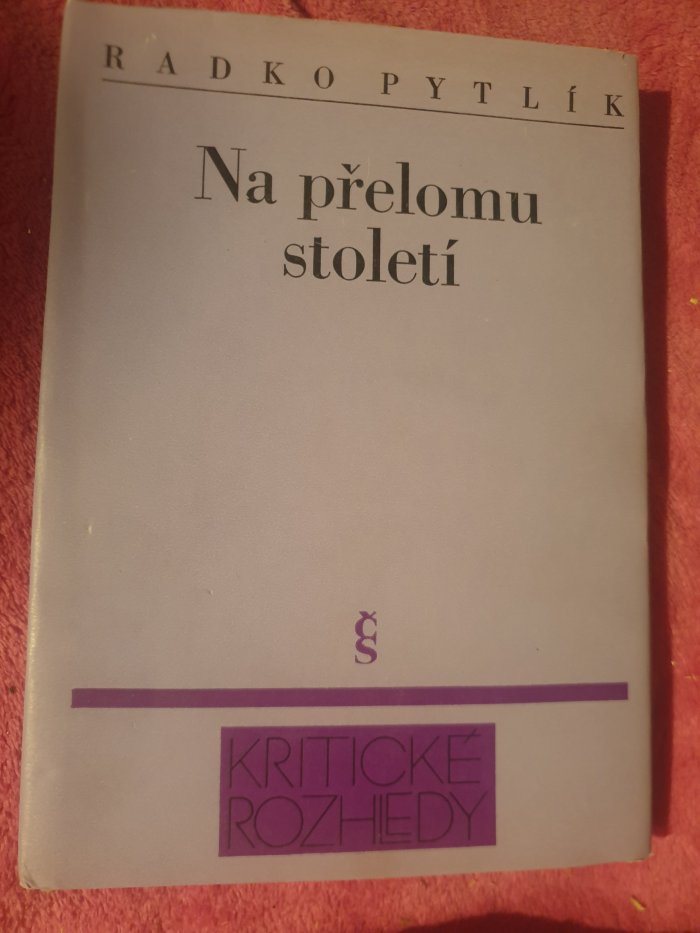 RADKO PYTLÍK
Na přelomu
století
čs
KRITICKÉ
ROZHLEDY